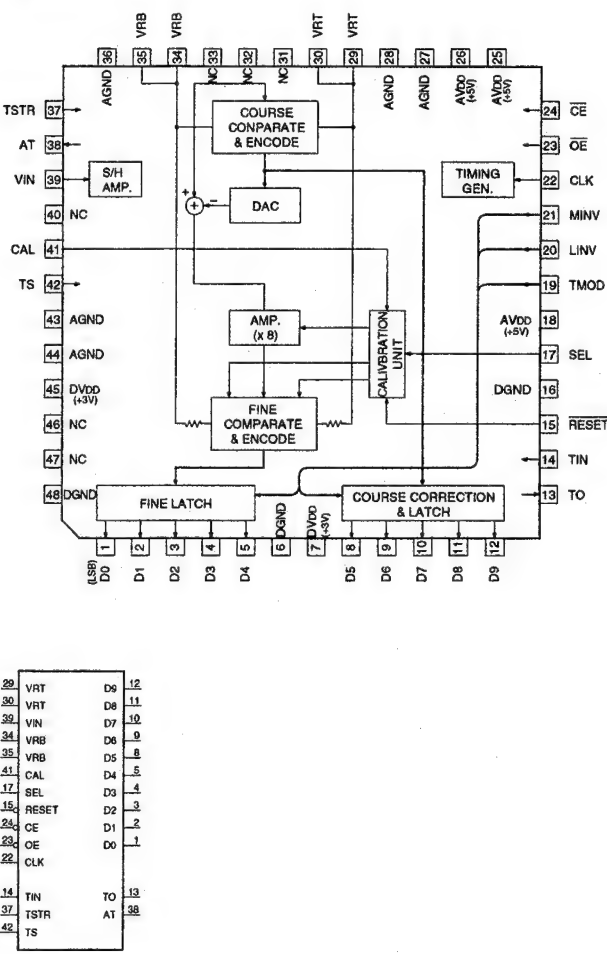 VRB VRB VRT VRT
36 35 34 33 32 31 30 29 28 27 26 25
AGND NC NC NC AGND AGND AVDD (+5V) AVDD (+5V)
TSTR 37
AT 38
VIN 39
40 NC
CAL 41
TS 42
43 AGND
44 AGND
45 DVDD
(+3V)
46 NC
47 NC
48 DGND
COURSE
CONPARATE
& ENCODE
S/H
AMP.
TIMING
GEN.
+
−
+
DAC
AMP.
(x 8)
CALIVBRATION
UNIT
FINE
COMPARATE
& ENCODE
FINE LATCH
COURSE CORRECTION
& LATCH
24 CE
23 OE
22 CLK
21 MINV
20 LINV
19 TMOD
AVDD 18
(+5V)
17 SEL
DGND 16
15 RESET
14 TIN
13 TO
DGND DVDD (+3V)
1 2 3 4 5 6 7 8 9 10 11 12
(LSB) D0 D1 D2 D3 D4 D5 D6 D7 D8 D9
29 VRT D9 12
30 VRT D8 11
39 VIN D7 10
34 VRB D6 9
35 VRB D5 8
41 CAL D4 5
17 SEL D3 4
15 RESET D2 3
24 CE D1 2
23 OE D0 1
22 CLK
14 TIN TO 13
37 TSTR AT 38
42 TS